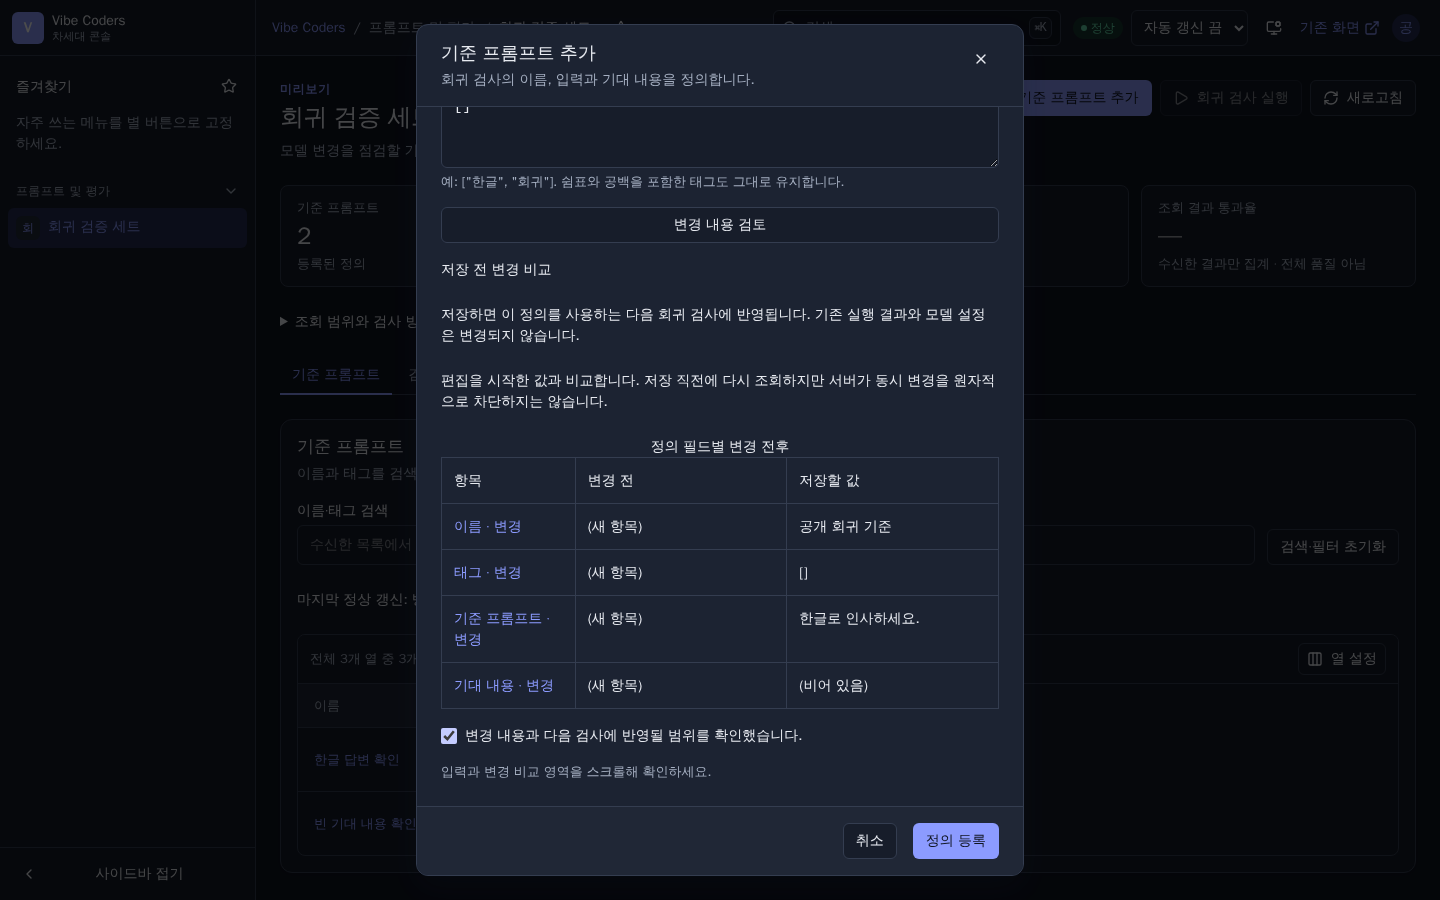 V
Vibe Coders
차세대 콘솔
Vibe Coders /
⌘K
정상
자동 갱신 끔
기존 화면
공
즐겨찾기
자주 쓰는 메뉴를 별 버튼으로 고정
하세요.
프롬프트 및 평가
회
회귀 검증 세트
사이드바 접기
미리보기
회귀 검증 세
모델 변경을 점검할 기
기준 프롬프트 추가
회귀 검사 실행
새로고침
기준 프롬프트
2
등록된 정의
조회 결과 통과율
—
수신한 결과만 집계 · 전체 품질 아님
조회 범위와 검사 방
기준 프롬프트
기준 프롬프트
이름과 태그를 검색
이름·태그 검색
수신한 목록에서
검색·필터 초기화
마지막 정상 갱신:
전체 3개 열 중 3개
열 설정
이름
한글 답변 확인
빈 기대 내용 확인
기준 프롬프트 추가
회귀 검사의 이름, 입력과 기대 내용을 정의합니다.
[]
예: ["한글", "회귀"]. 쉼표와 공백을 포함한 태그도 그대로 유지합니다.
변경 내용 검토
저장 전 변경 비교
저장하면 이 정의를 사용하는 다음 회귀 검사에 반영됩니다. 기존 실행 결과와 모델 설정
은 변경되지 않습니다.
편집을 시작한 값과 비교합니다. 저장 직전에 다시 조회하지만 서버가 동시 변경을 원자적
으로 차단하지는 않습니다.
정의 필드별 변경 전후
항목 변경 전 저장할 값
이름 · 변경 (새 항목) 공개 회귀 기준
태그 · 변경 (새 항목) []
기준 프롬프트 · (새 항목) 한글로 인사하세요.
변경
기대 내용 · 변경 (새 항목) (비어 있음)
변경 내용과 다음 검사에 반영될 범위를 확인했습니다.
입력과 변경 비교 영역을 스크롤해 확인하세요.
취소
정의 등록